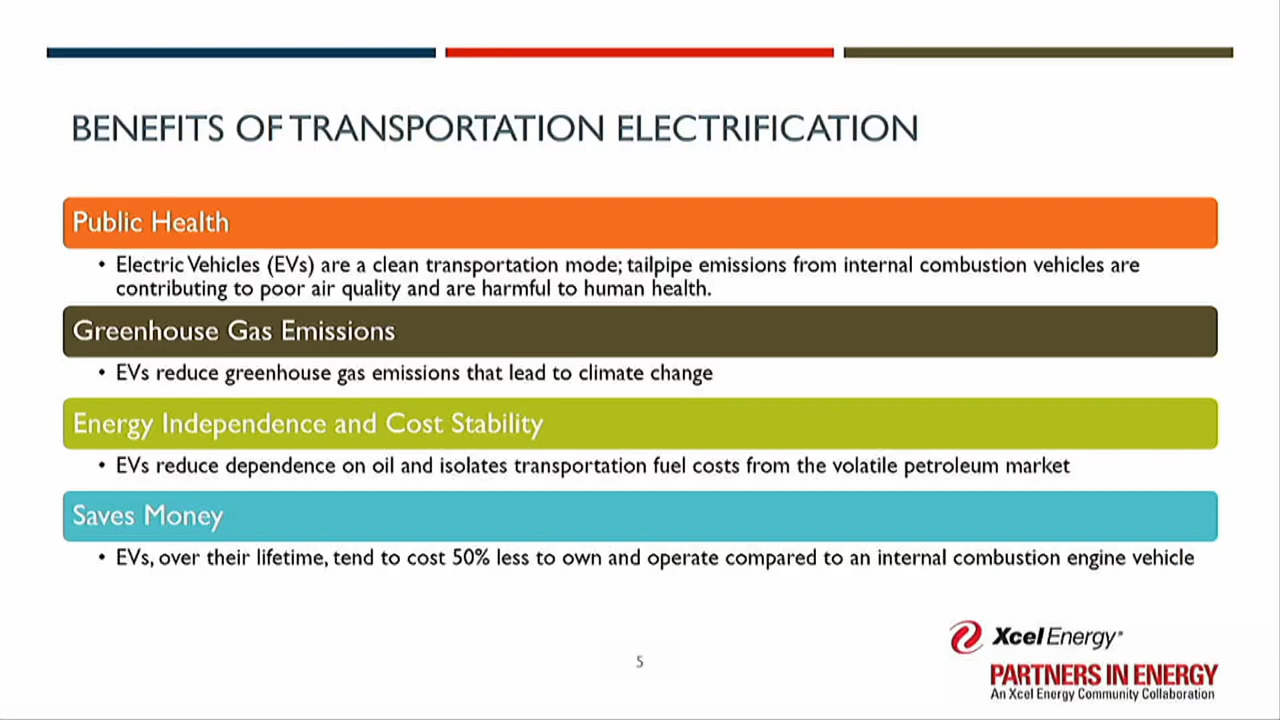 BENEFITS OF TRANSPORTATION ELECTRIFICATION
Public Health
• Electric Vehicles (EVs) are a clean transportation mode; tailpipe emissions from internal combustion vehicles are
contributing to poor air quality and are harmful to human health.
Greenhouse Gas Emissions
• EVs reduce greenhouse gas emissions that lead to climate change
Energy Independence and Cost Stability
• EVs reduce dependence on oil and isolates transportation fuel costs from the volatile petroleum market
Saves Money
• EVs, over their lifetime, tend to cost 50% less to own and operate compared to an internal combustion engine vehicle
Xcel Energy®
PARTNERS IN ENERGY
An Xcel Energy Community Collaboration
5